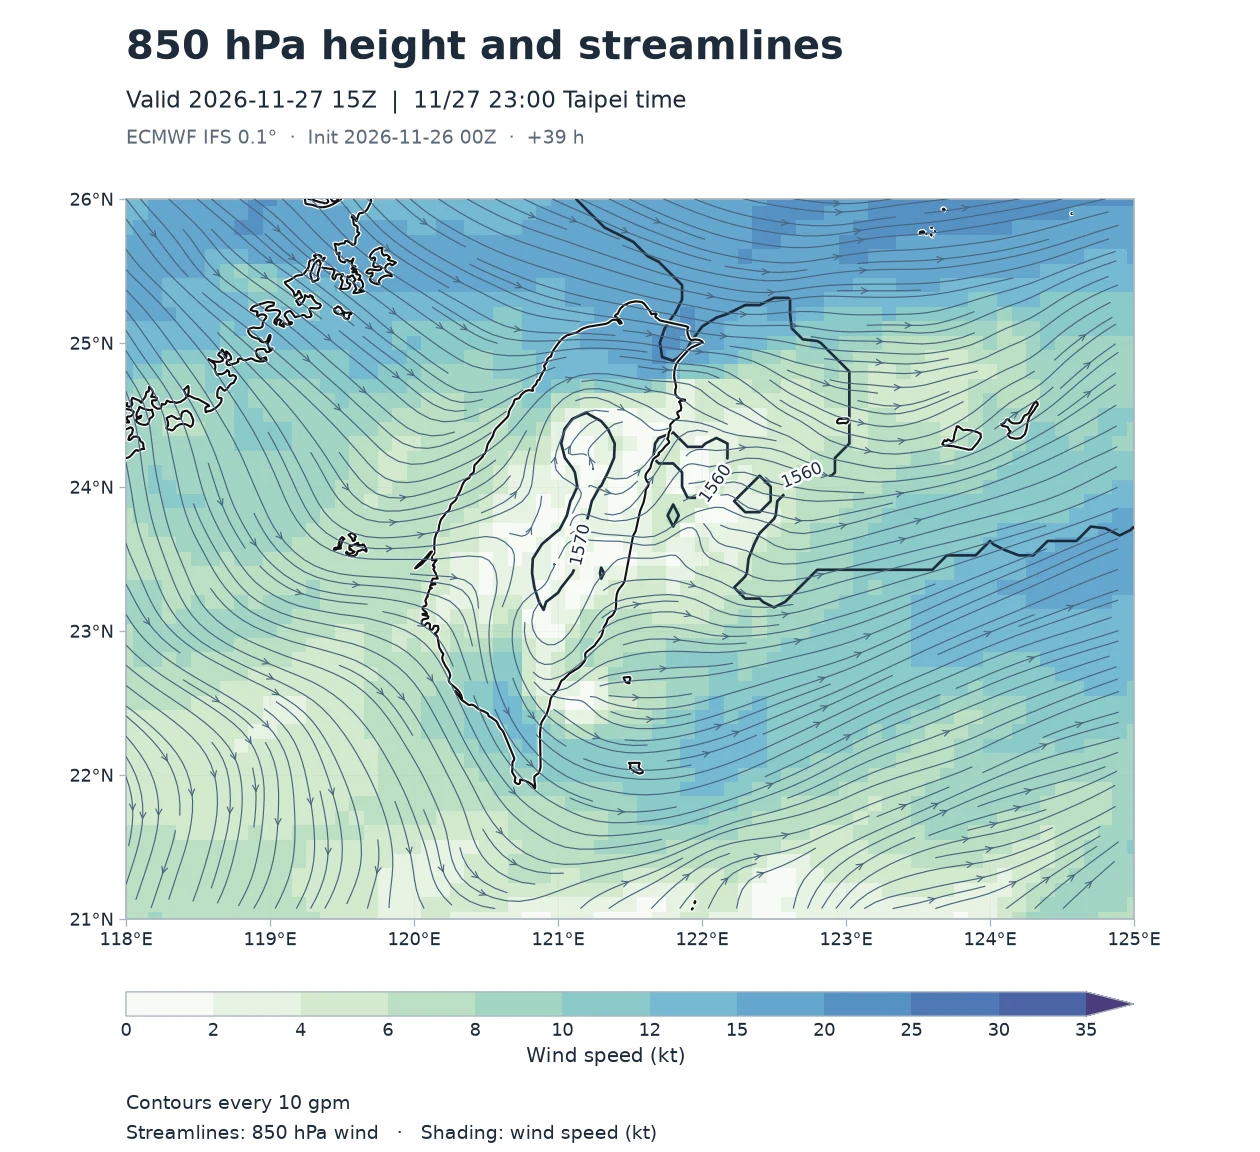 850 hPa height and streamlines
Valid 2026-11-27 15Z | 11/27 23:00 Taipei time
ECMWF IFS 0.1° · Init 2026-11-26 00Z · +39 h
26°N
25°N
24°N
23°N
22°N
21°N
1560
1560
1570
118°E 119°E 120°E 121°E 122°E 123°E 124°E 125°E
0 2 4 6 8 10 12 15 20 25 30 35
Wind speed (kt)
Contours every 10 gpm
Streamlines: 850 hPa wind · Shading: wind speed (kt)